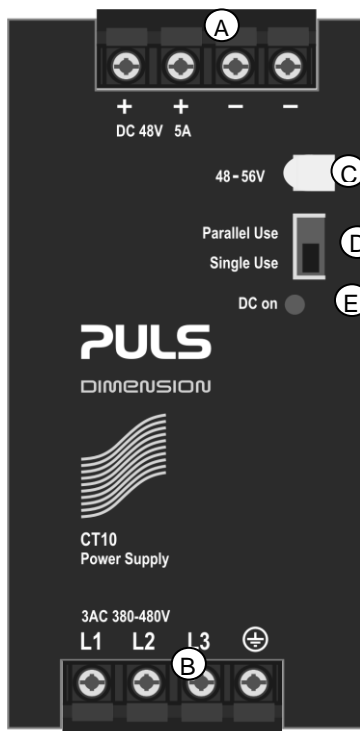 A
+ + − −
DC 48V 5A
48-56V
C
Parallel Use
D
Single Use
DC on
E
PULS
DIMENSION
CT10
Power Supply
3AC 380-480V
L1 L2 L3
B